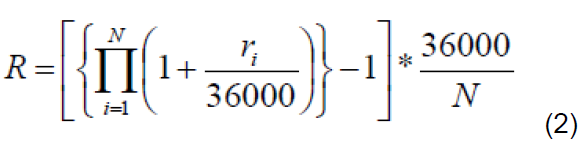 R = [ { ∏_{i=1}^{N} ( 1 + r_i / 36000 ) } − 1 ] * 36000 / N (2)